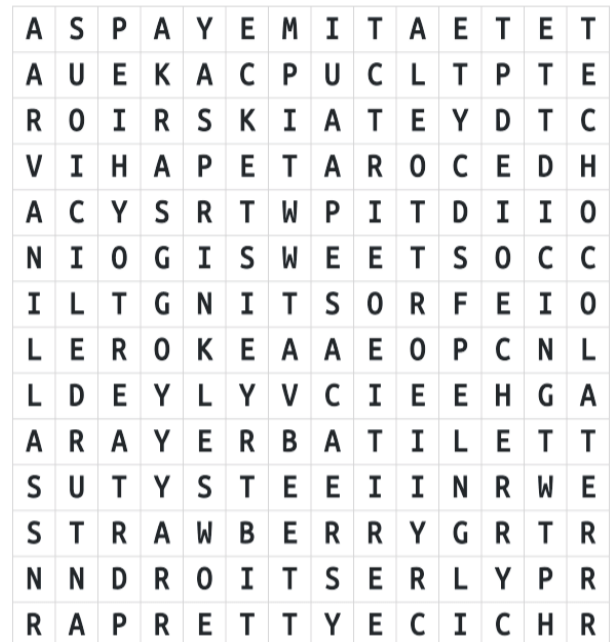 A S P A Y E M I T A E T E T
A U E K A C P U C L T P T E
R O I R S K I A T E Y D T C
V I H A P E T A R O C E D H
A C Y S R T W P I T D I I O
N I O G I S W E E T S O C C
I L T G N I T S O R F E I O
L E R O K E A A E O P C N L
L D E Y L Y V C I E E H G A
A R A Y E R B A T I L E T T
S U T Y S T E E I I N R W E
S T R A W B E R R Y G R T R
N N D R O I T S E R L Y P R
R A P R E T T Y E C I C H R